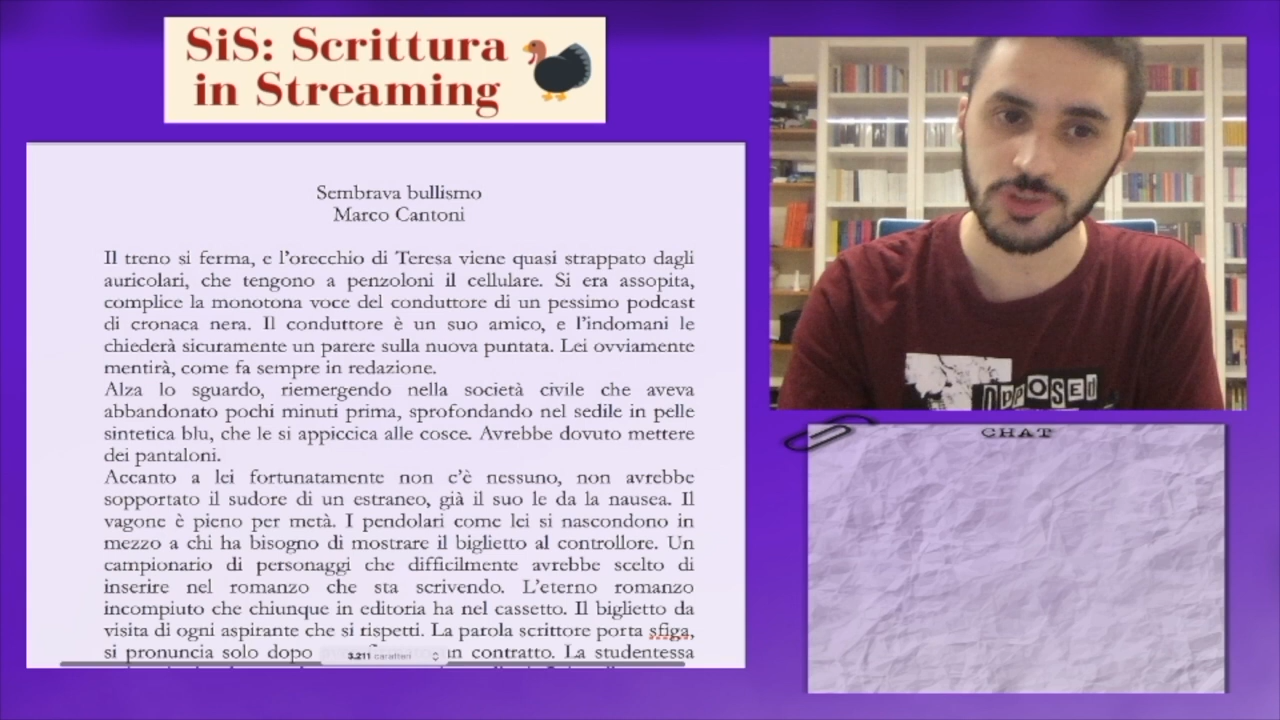 SiS: Scrittura
in Streaming
Sembrava bullismo
Marco Cantoni
Il treno si ferma, e l'orecchio di Teresa viene quasi strappato dagli
auricolari, che tengono a penzoloni il cellulare. Si era assopita,
complice la monotona voce del conduttore di un pessimo podcast
di cronaca nera. Il conduttore è un suo amico, e l'indomani le
chiederà sicuramente un parere sulla nuova puntata. Lei ovviamente
mentirà, come fa sempre in redazione.
Alza lo sguardo, riemergendo nella società civile che aveva
abbandonato pochi minuti prima, sprofondando nel sedile in pelle
sintetica blu, che le si appiccica alle cosce. Avrebbe dovuto mettere
dei pantaloni.
Accanto a lei fortunatamente non c'è nessuno, non avrebbe
sopportato il sudore di un estraneo, già il suo le da la nausea. Il
vagone è pieno per metà. I pendolari come lei si nascondono in
mezzo a chi ha bisogno di mostrare il biglietto al controllore. Un
campionario di personaggi che difficilmente avrebbe scelto di
inserire nel romanzo che sta scrivendo. L'eterno romanzo
incompiuto che chiunque in editoria ha nel cassetto. Il biglietto da
visita di ogni aspirante che si rispetti. La parola scrittore porta sfiga,
si pronuncia solo dopo un contratto. La studentessa
3.211 caratteri
OPPOSED
CHAT